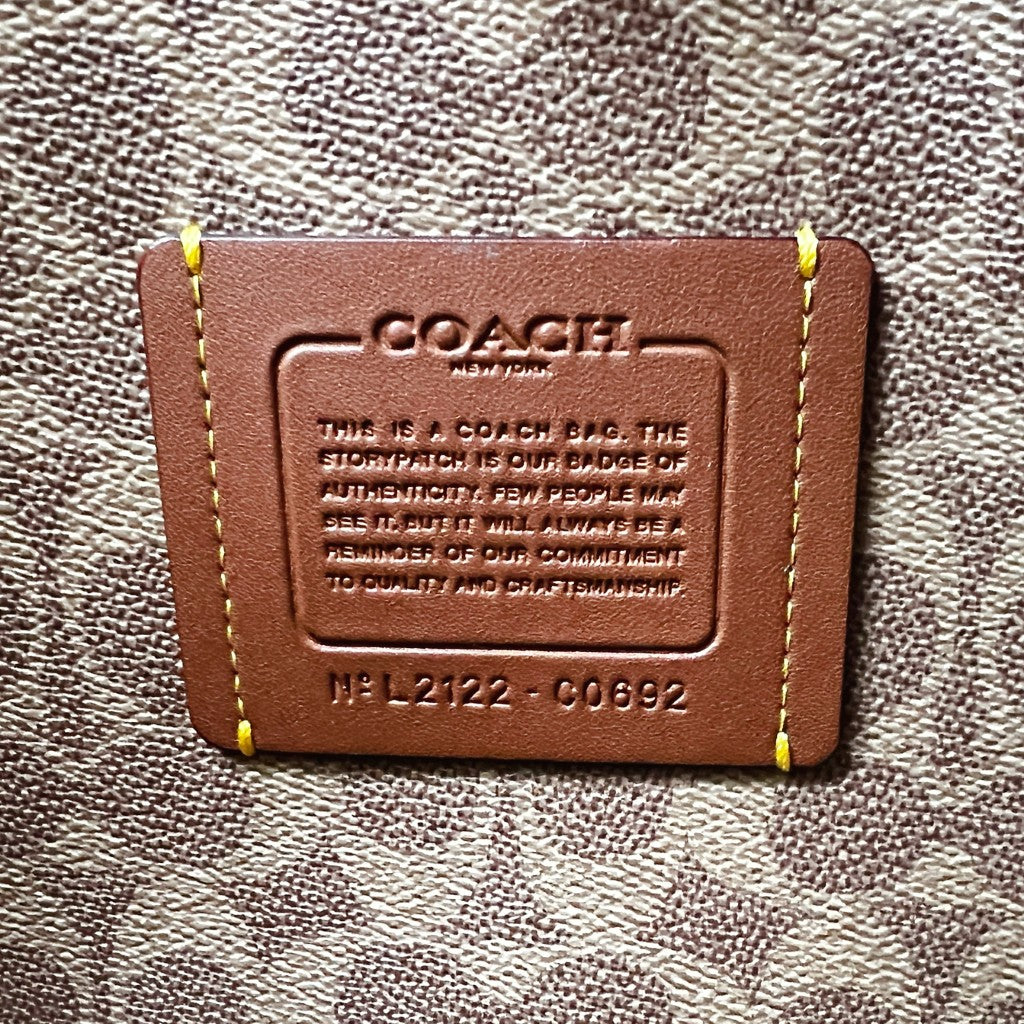 COACH
NEW YORK
THIS IS A COACH BAG. THE
STORYPATCH IS OUR BADGE OF
AUTHENTICITY. FEW PEOPLE MAY
SEE IT. BUT IT WILL ALWAYS BE A
REMINDER OF OUR COMMITMENT
TO QUALITY AND CRAFTSMANSHIP.
Nº L2122 - C0692